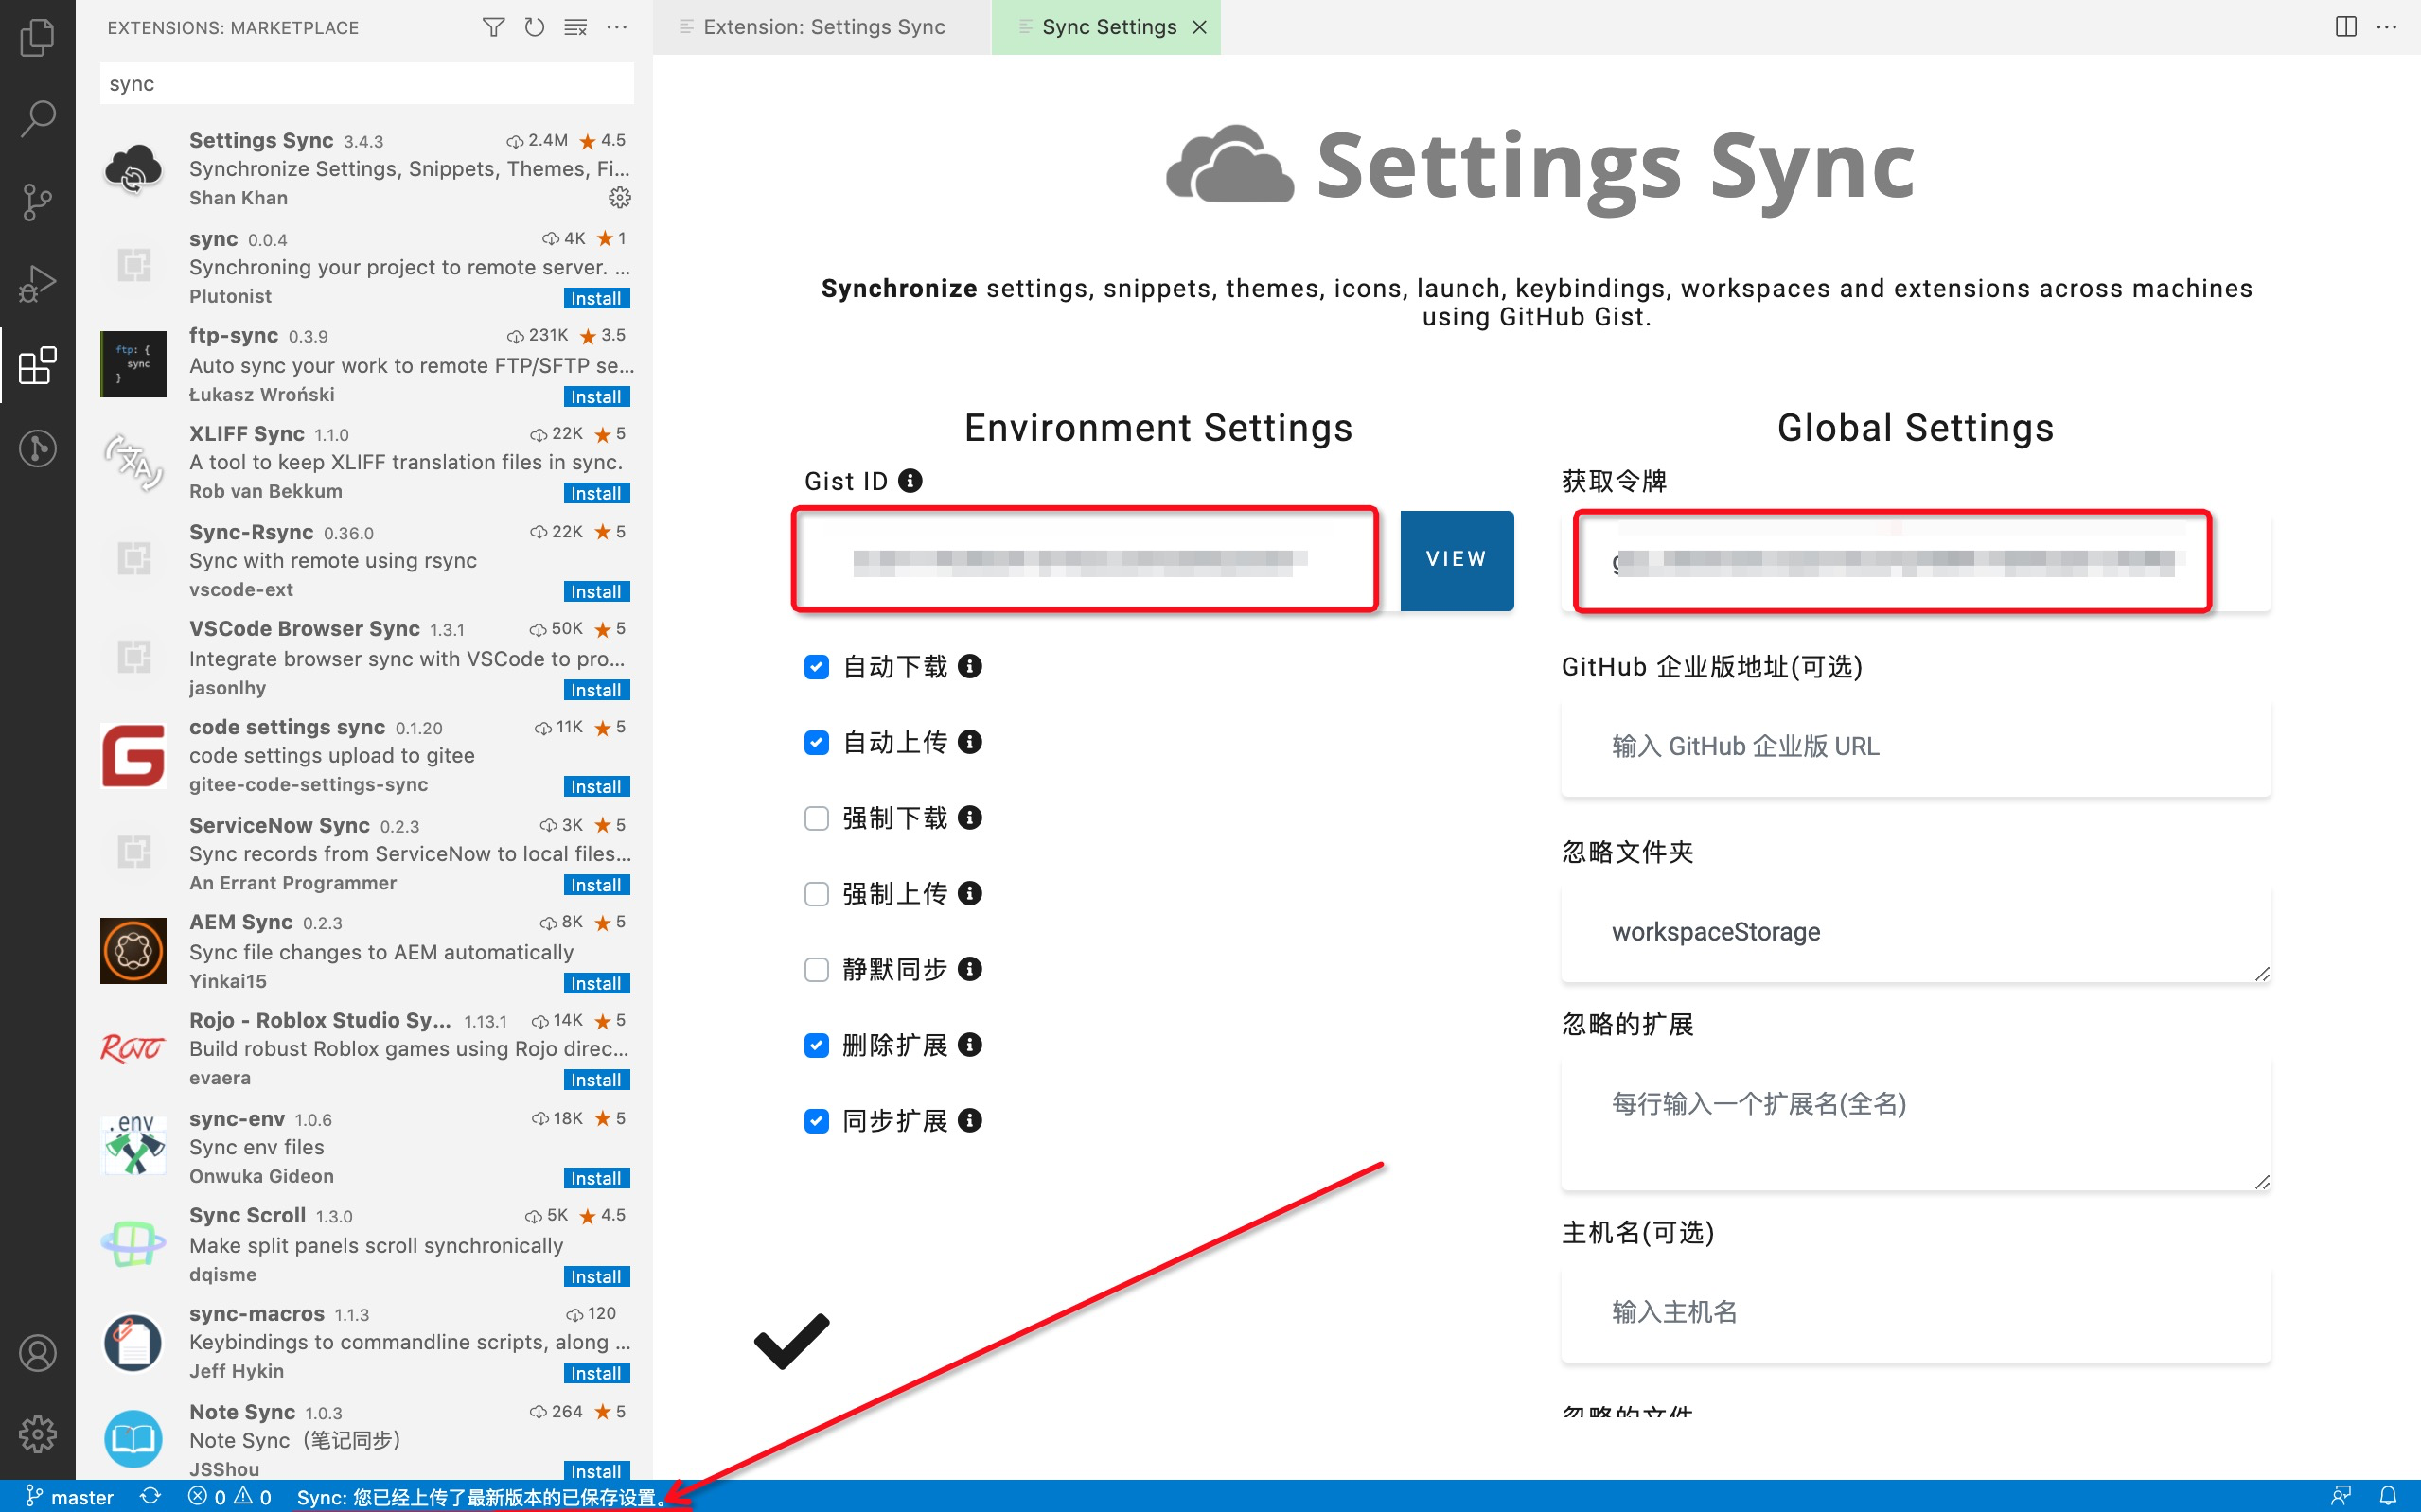 EXTENSIONS: MARKETPLACE
sync
Settings Sync 3.4.3 2.4M 4.5
Synchronize Settings, Snippets, Themes, Fi...
Shan Khan
sync 0.0.4 4K 1
Synchroning your project to remote server. ...
Plutonist Install
ftp: {
sync
}
ftp-sync 0.3.9 231K 3.5
Auto sync your work to remote FTP/SFTP se...
Łukasz Wroński Install
XLIFF Sync 1.1.0 22K 5
A tool to keep XLIFF translation files in sync.
Rob van Bekkum Install
Sync-Rsync 0.36.0 22K 5
Sync with remote using rsync
vscode-ext Install
VSCode Browser Sync 1.3.1 50K 5
Integrate browser sync with VSCode to pro...
jasonlhy Install
code settings sync 0.1.20 11K 5
code settings upload to gitee
gitee-code-settings-sync Install
ServiceNow Sync 0.2.3 3K 5
Sync records from ServiceNow to local files...
An Errant Programmer Install
AEM Sync 0.2.3 8K 5
Sync file changes to AEM automatically
Yinkai15 Install
Rojo
Rojo - Roblox Studio Sy... 1.13.1 14K 5
Build robust Roblox games using Rojo direc...
evaera Install
.env
sync-env 1.0.6 18K 5
Sync env files
Onwuka Gideon Install
Sync Scroll 1.3.0 5K 4.5
Make split panels scroll synchronically
dqisme Install
sync-macros 1.1.3 120
Keybindings to commandline scripts, along ...
Jeff Hykin Install
Note Sync 1.0.3 264 5
Note Sync（笔记同步）
JSShou Install
Extension: Settings Sync
Sync Settings
Settings Sync
Synchronize settings, snippets, themes, icons, launch, keybindings, workspaces and extensions across machines
using GitHub Gist.
Environment Settings
Gist ID
VIEW
自动下载
自动上传
强制下载
强制上传
静默同步
删除扩展
同步扩展
Global Settings
获取令牌
GitHub 企业版地址(可选)
输入 GitHub 企业版 URL
忽略文件夹
workspaceStorage
忽略的扩展
每行输入一个扩展名(全名)
主机名(可选)
输入主机名
忽略的文件
master 0 0 Sync: 您已经上传了最新版本的已保存设置。